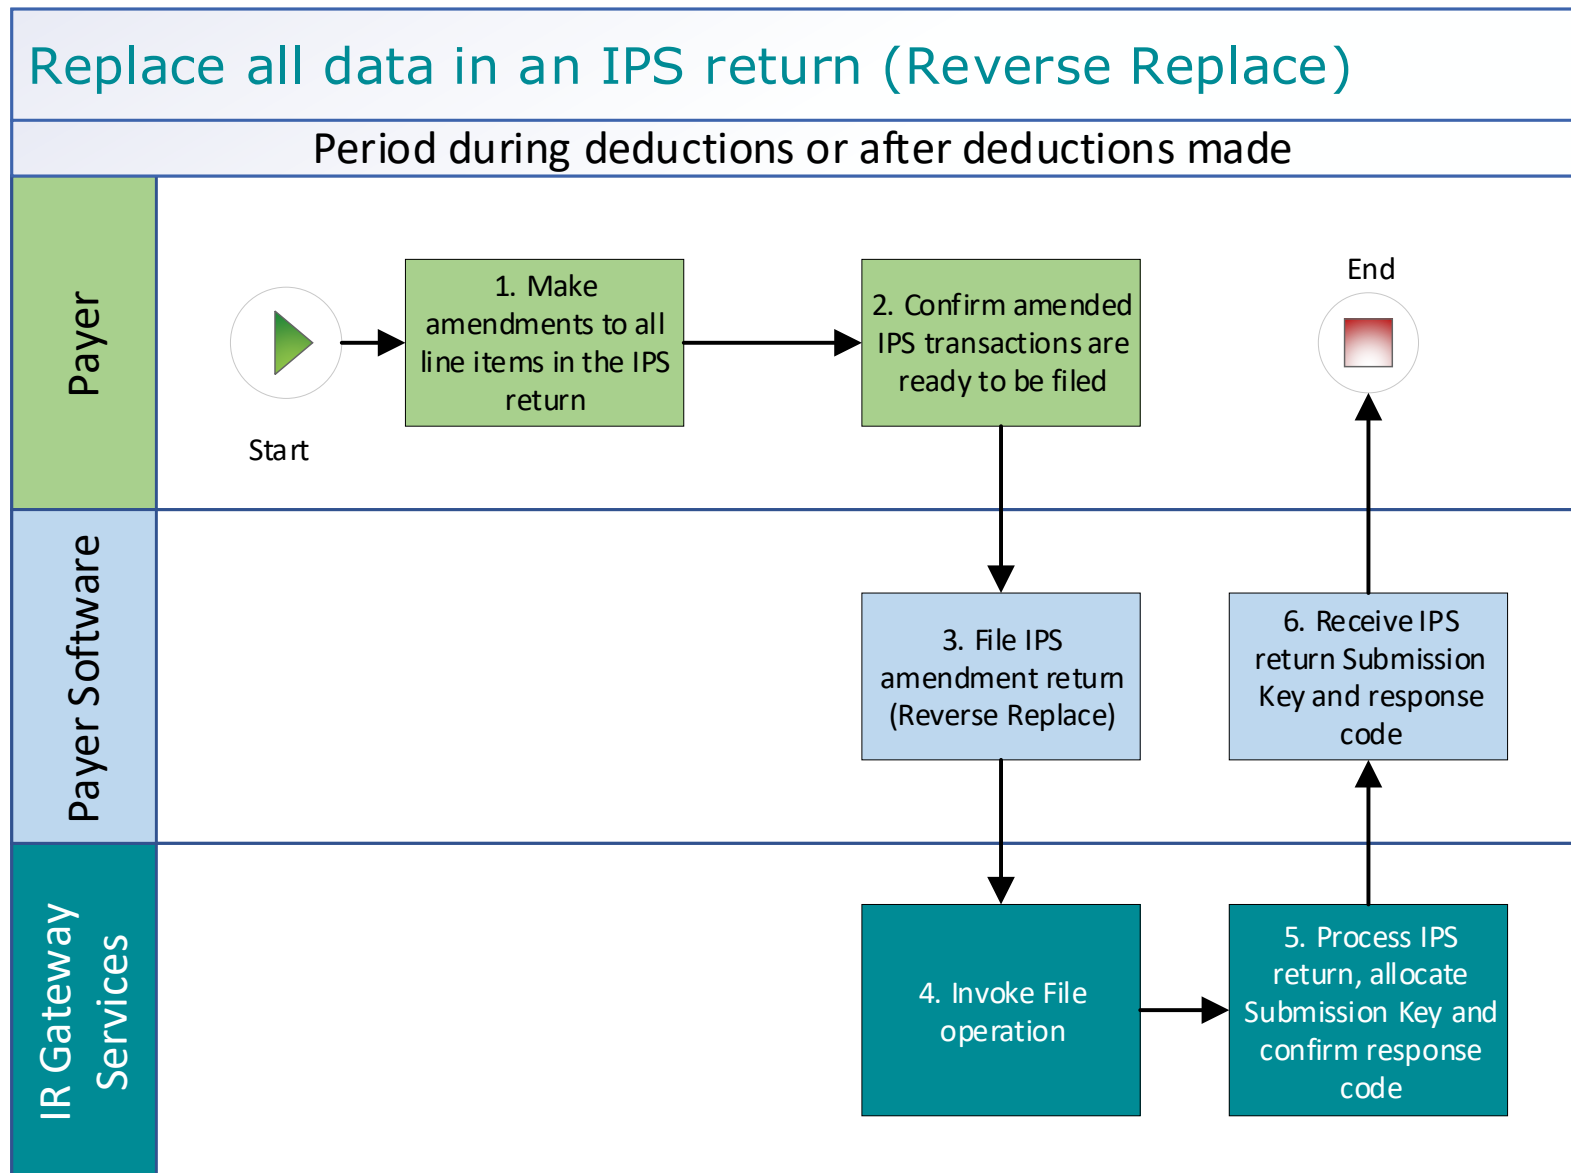 Replace all data in an IPS return (Reverse Replace)
Period during deductions or after deductions made
Payer
Start
1. Make
amendments to all
line items in the IPS
return
2. Confirm amended
IPS transactions are
ready to be filed
End
Payer Software
3. File IPS
amendment return
(Reverse Replace)
6. Receive IPS
return Submission
Key and response
code
IR Gateway
Services
4. Invoke File
operation
5. Process IPS
return, allocate
Submission Key and
confirm response
code